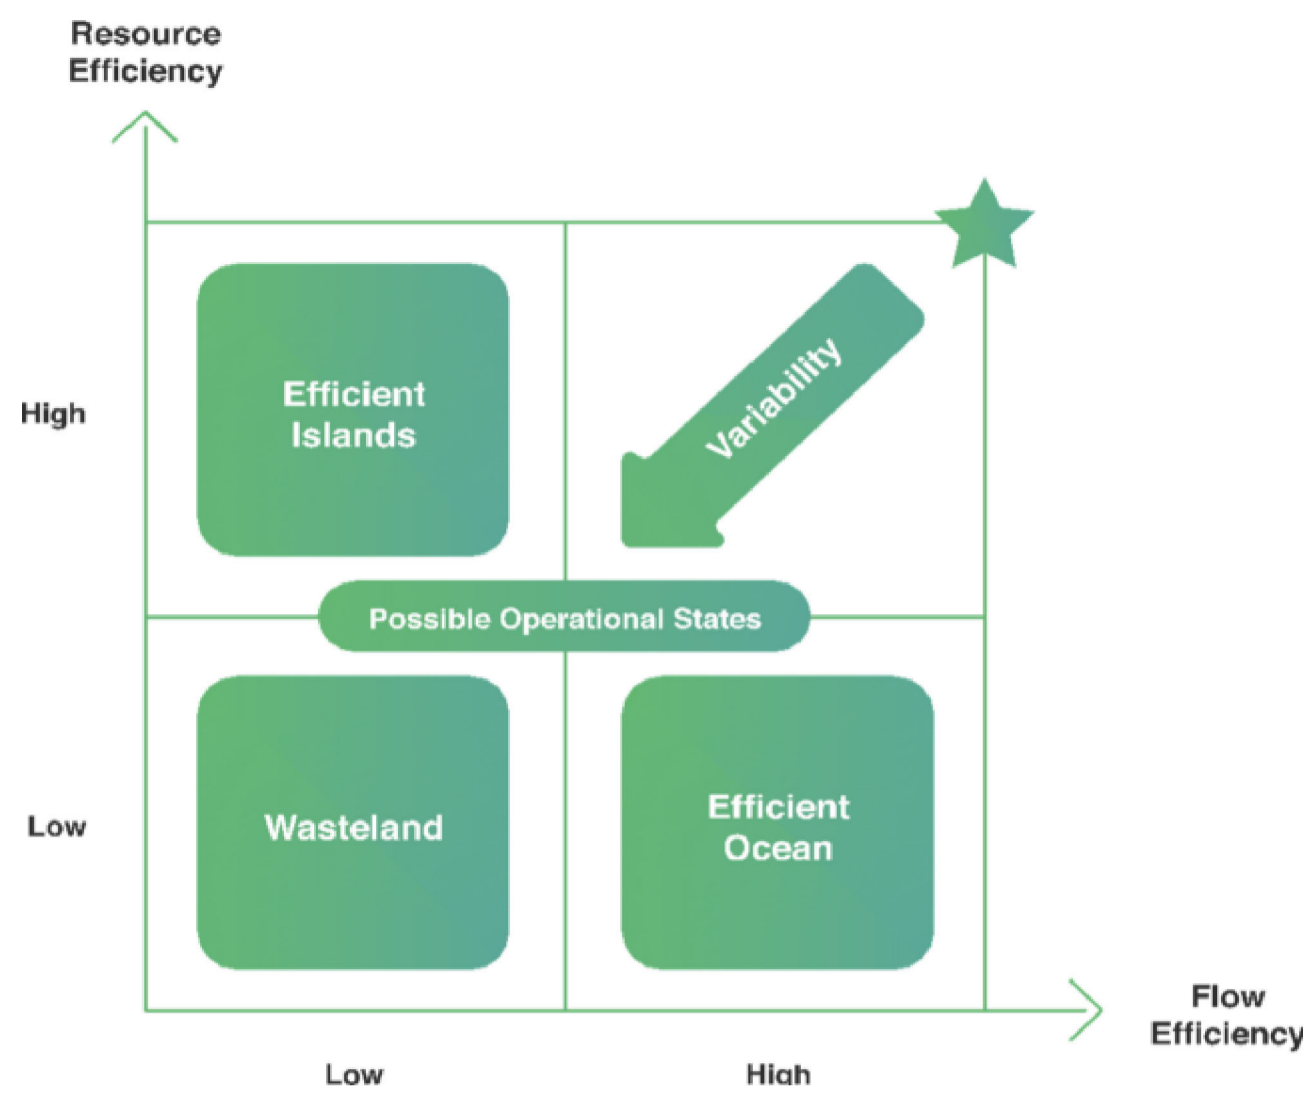 Resource
Efficiency
High
Efficient
Islands
Variability
Possible Operational States
Low
Wasteland
Efficient
Ocean
Flow
Efficiency
Low
High